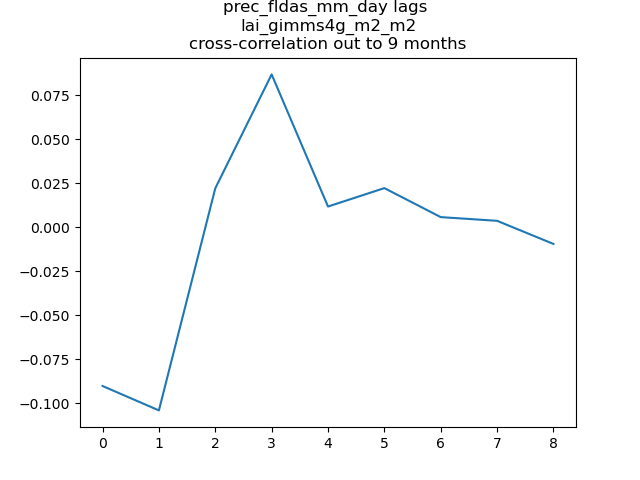 prec_fldas_mm_day lags
lai_gimms4g_m2_m2
cross-correlation out to 9 months
0.075
0.050
0.025
0.000
−0.025
−0.050
−0.075
−0.100
0 1 2 3 4 5 6 7 8